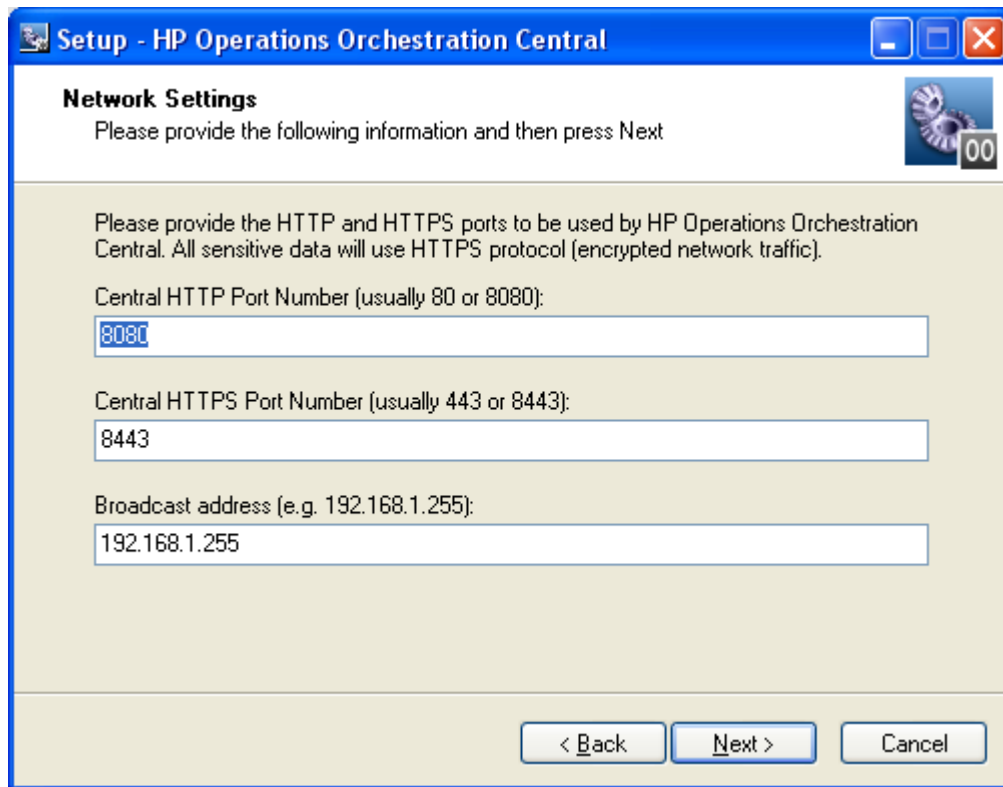 Setup - HP Operations Orchestration Central
Network Settings
Please provide the following information and then press Next
OO
Please provide the HTTP and HTTPS ports to be used by HP Operations Orchestration
Central. All sensitive data will use HTTPS protocol (encrypted network traffic).
Central HTTP Port Number (usually 80 or 8080):
8080
Central HTTPS Port Number (usually 443 or 8443):
8443
Broadcast address (e.g. 192.168.1.255):
192.168.1.255
< Back
Next >
Cancel